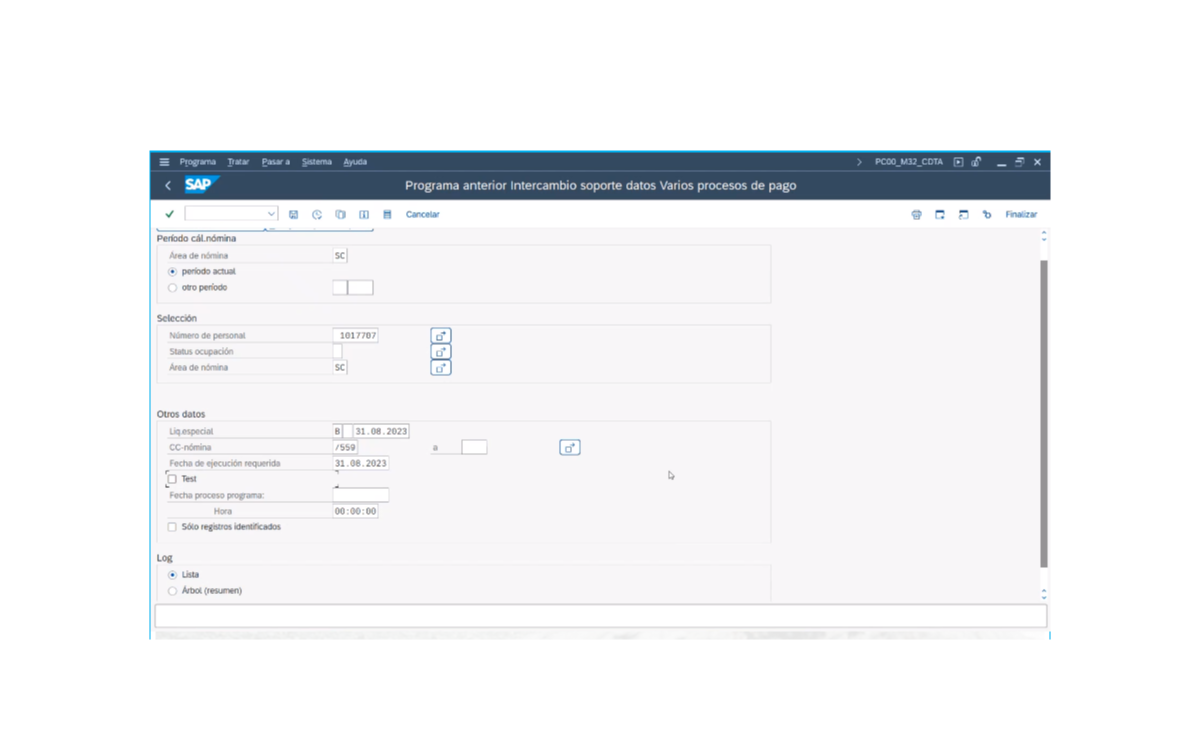 Programa Tratar Pasar a Sistema Ayuda PC00_M32_CDTA
SAP Programa anterior Intercambio soporte datos Varios procesos de pago
Cancelar Finalizar
Período cál.nómina
Área de nómina SC
período actual
otro período
Selección
Número de personal 1017707
Status ocupación
Área de nómina SC
Otros datos
Liq.especial B 31.08.2023
CC-nómina /559 a
Fecha de ejecución requerida 31.08.2023
Test
Fecha proceso programa:
Hora 00:00:00
Sólo registros identificados
Log
Lista
Árbol (resumen)